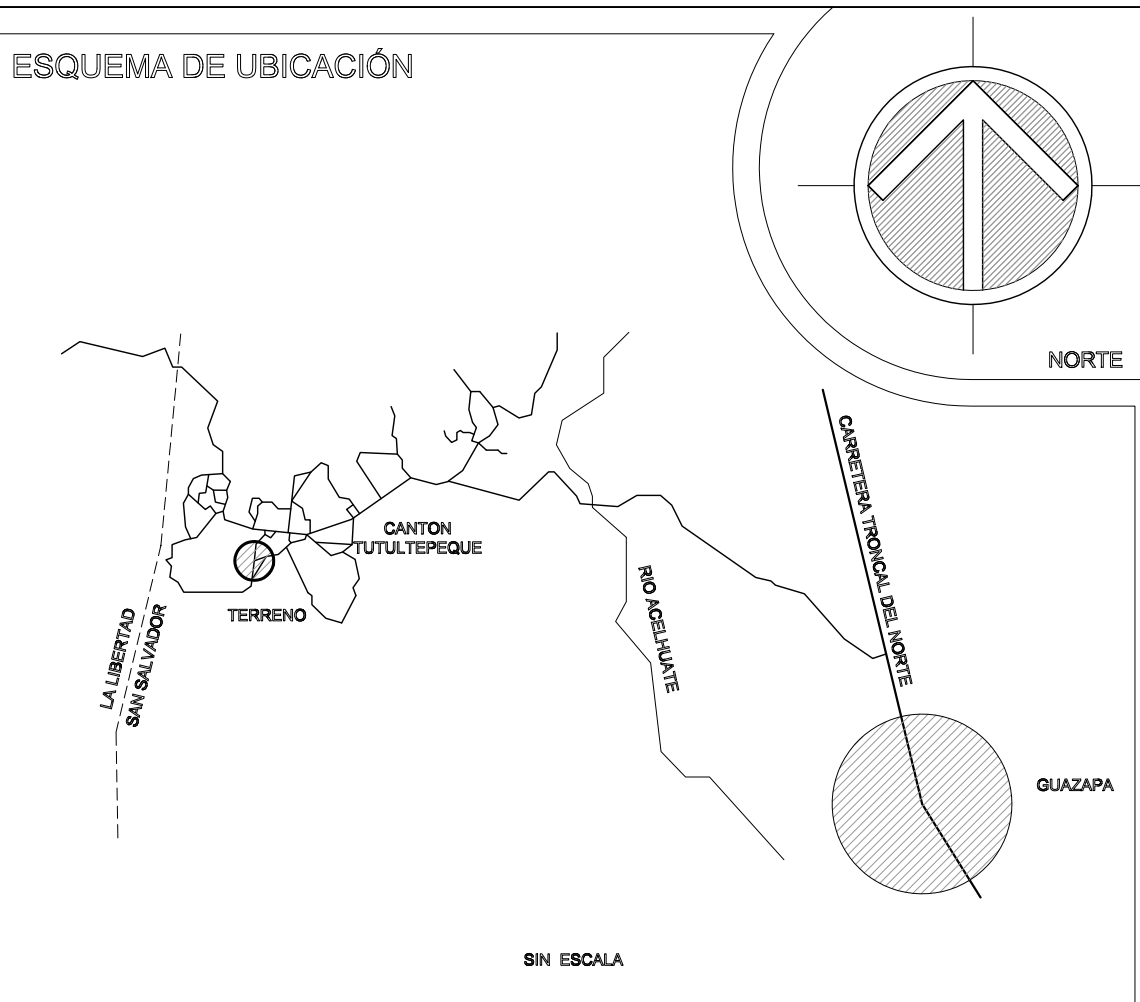 ESQUEMA DE UBICACIÓN
NORTE
CARRETERA TRONCAL DEL NORTE
CANTON
TUTULTEPEQUE
RIO ACELHUATE
TERRENO
LA LIBERTAD
SAN SALVADOR
GUAZAPA
SIN ESCALA